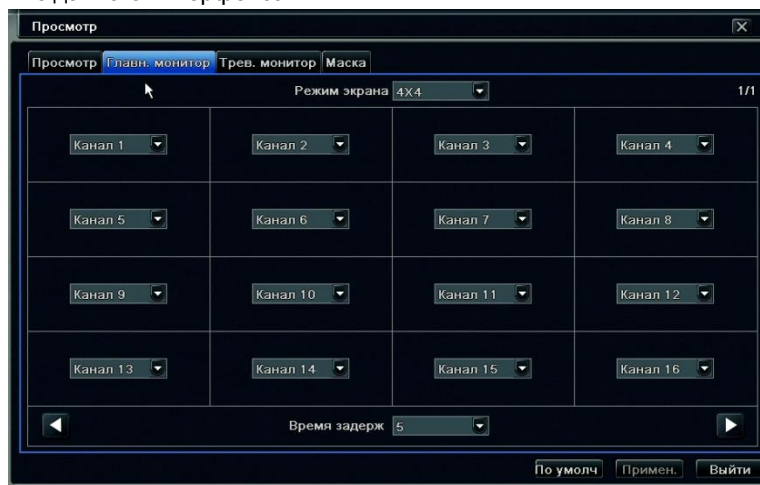 Просмотр
Просмотр Главн. монитор Трев. монитор Маска
Режим экрана 4X4 1/1
Канал 1 Канал 2 Канал 3 Канал 4
Канал 5 Канал 6 Канал 7 Канал 8
Канал 9 Канал 10 Канал 11 Канал 12
Канал 13 Канал 14 Канал 15 Канал 16
Время задерж 5
По умолч Примен. Выйти